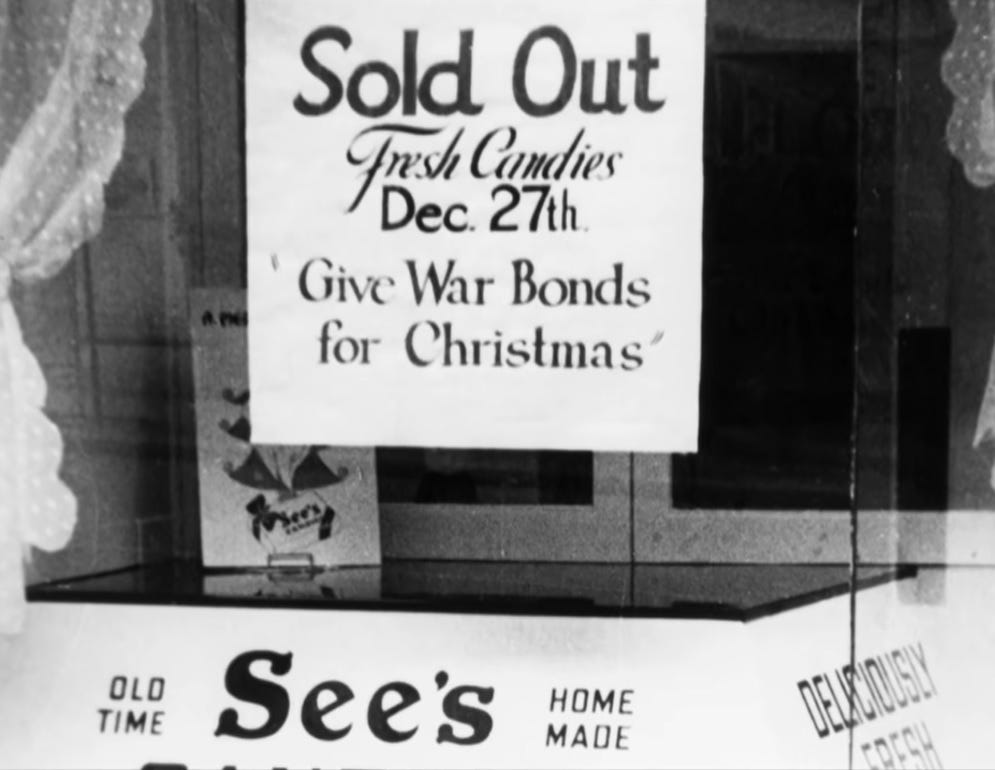 Sold Out
Fresh Candies
Dec. 27th.
"Give War Bonds
for Christmas"
See's
OLD
TIME
See's
HOME
MADE
DELICIOUSLY
FRESH